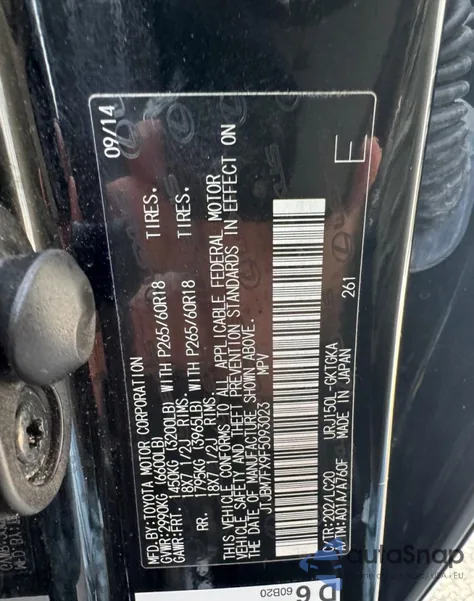 MFD.BY:TOYOTA MOTOR CORPORATION 09/14
GVWR:2990KG (6600LB)
GAWR:FRT. 1450KG (3200LB) WITH P265/60R18 TIRES,
18X7 1/2J RIMS,
RR. 1795KG (3965LB) WITH P265/60R18 TIRES,
18X7 1/2J RIMS.
THIS VEHICLE CONFORMS TO ALL APPLICABLE FEDERAL MOTOR
VEHICLE SAFETY AND THEFT PREVENTION STANDARDS IN EFFECT ON
THE DATE OF MANUFACTURE SHOWN ABOVE.
JTJBM7FX9F5093023 MPV
E
261
C/TR:202/LC20 URJ150L-GKTGKA
A/TM:A01A/A760F MADE IN JAPAN
60B20
autoSnap